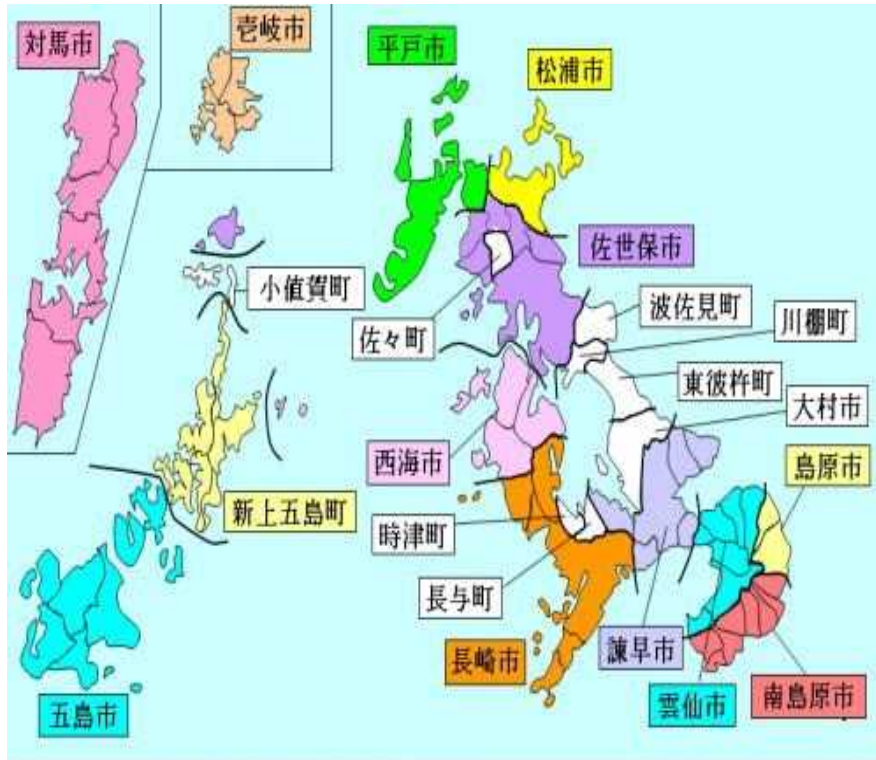 対馬市
壱岐市
平戸市
松浦市
佐世保市
小値賀町
佐々町
波佐見町
川棚町
東彼杵町
大村市
西海市
島原市
新上五島町
時津町
長与町
長崎市
諫早市
雲仙市
南島原市
五島市